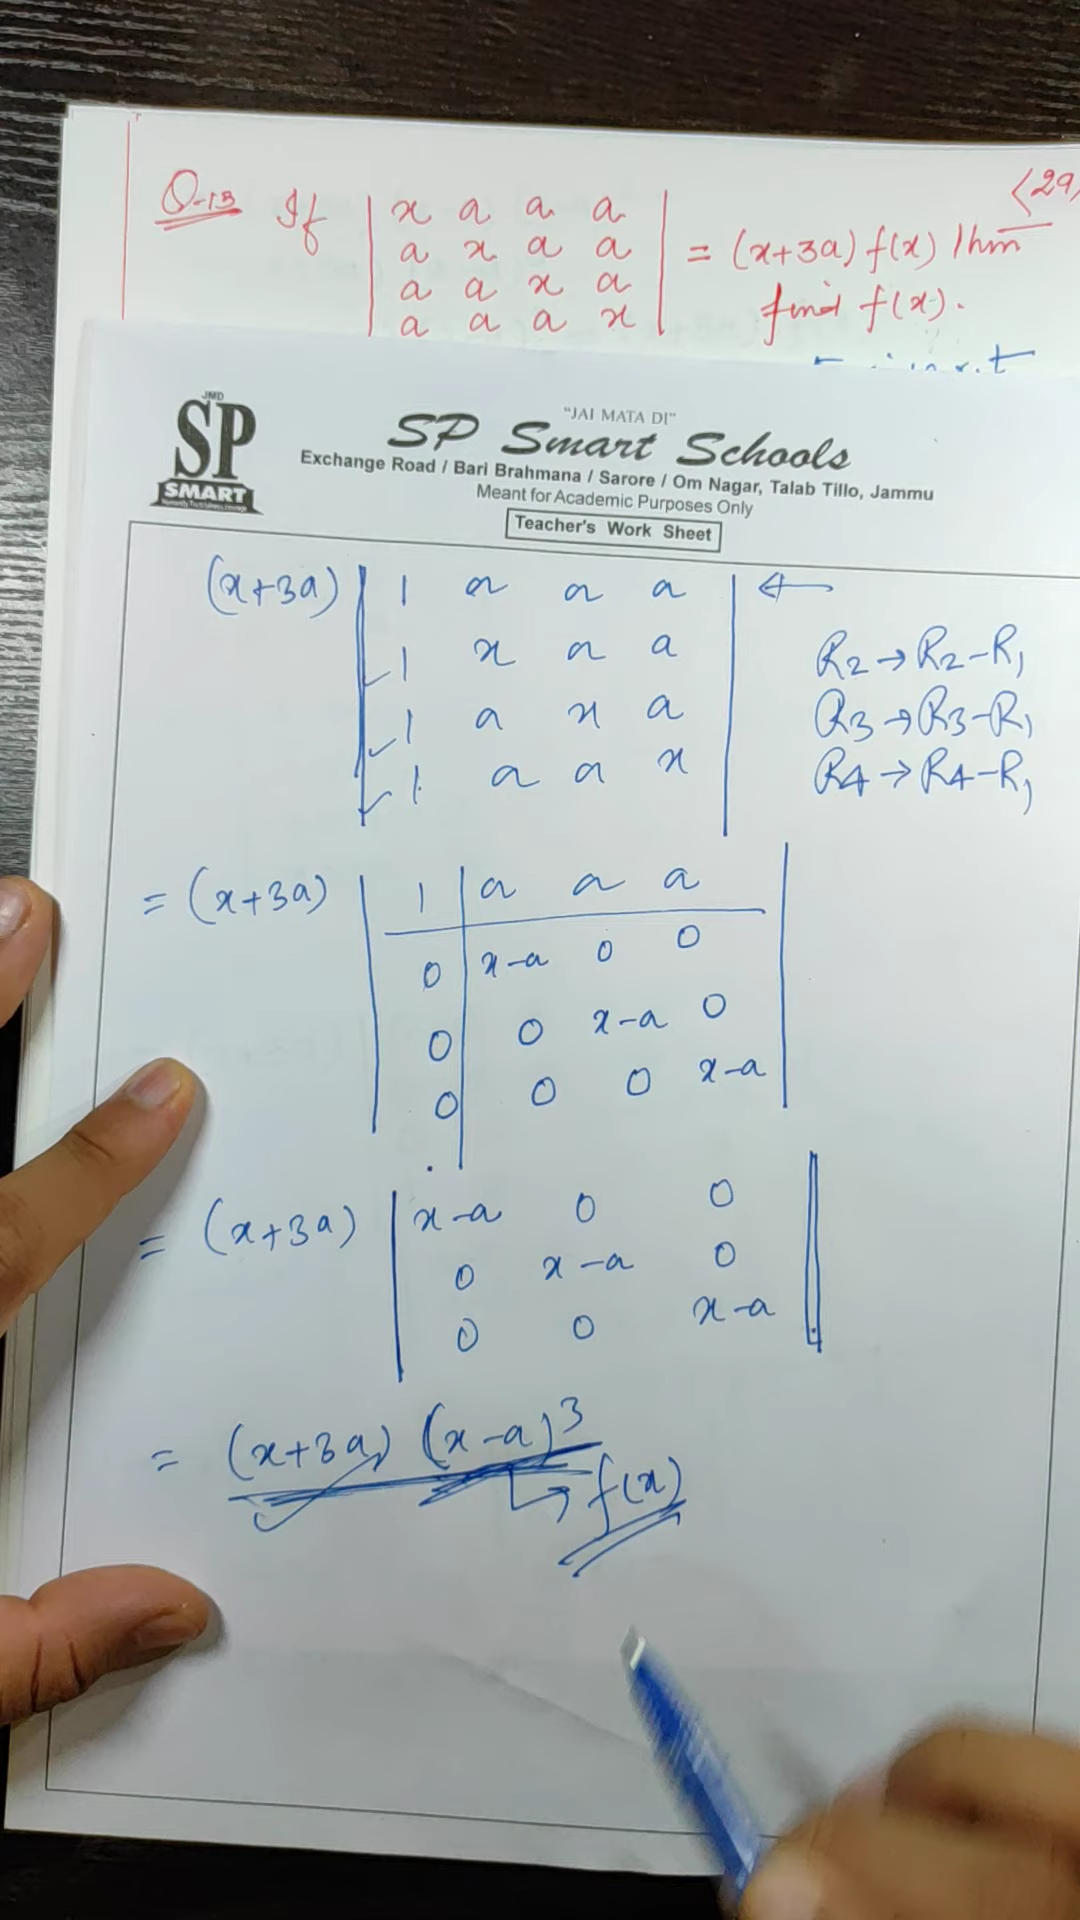 Q-13 If | x a a a | <29>
| a x a a | = (x+3a) f(x) then
| a a x a | find f(x).
| a a a x |
JMD
SP
SMART
"JAI MATA DI"
SP Smart Schools
Exchange Road / Bari Brahmana / Sarore / Om Nagar, Talab Tillo, Jammu
Meant for Academic Purposes Only
Teacher's Work Sheet
(x+3a) | 1 a a a | ←
| 1 x a a | R2→R2-R1
| 1 a x a | R3→R3-R1
| 1 a a x | R4→R4-R1
= (x+3a) | 1 a a a |
| 0 x-a 0 0 |
| 0 0 x-a 0 |
| 0 0 0 x-a |
= (x+3a) | x-a 0 0 |
| 0 x-a 0 |
| 0 0 x-a |
= (x+3a) (x-a)³
→ f(x)